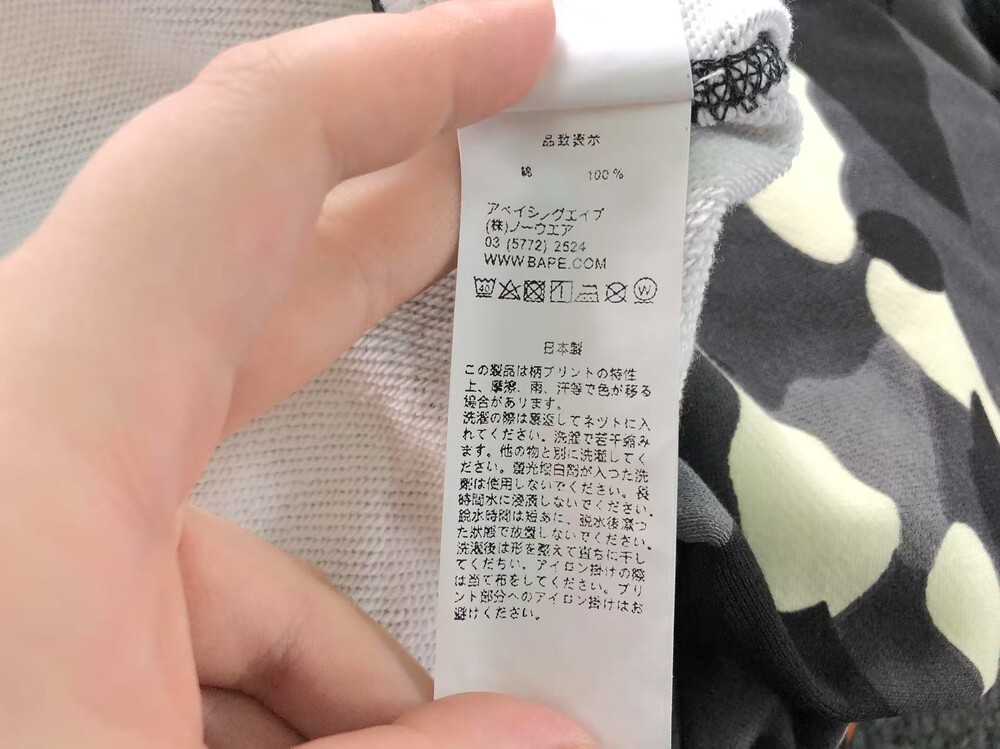 品致表示
綿 100%
アベイシングエイプ
(株)ノーウエア
03 (5772) 2524
WWW.BAPE.COM
40 W
日本製
この製品は柄プリントの特性
上、摩擦、雨、汗等で色が移る
場合があります。
洗濯の際は裏返してネットに入
れてください。洗濯で若干縮み
ます。他の物と別に洗濯してく
ださい。蛍光増白剤が入つた洗
剤は使用しないでください。長
時間水に浸漬しないでください。
脱水時間は短めに、脱水後湿つ
た状態で放置しないでください。
洗濯後は形を整えて直ちに干し
てくだちい。アイロン掛けの際
は当て布をしてください。プリ
ント部分へのアイロン掛けはお
避けください。